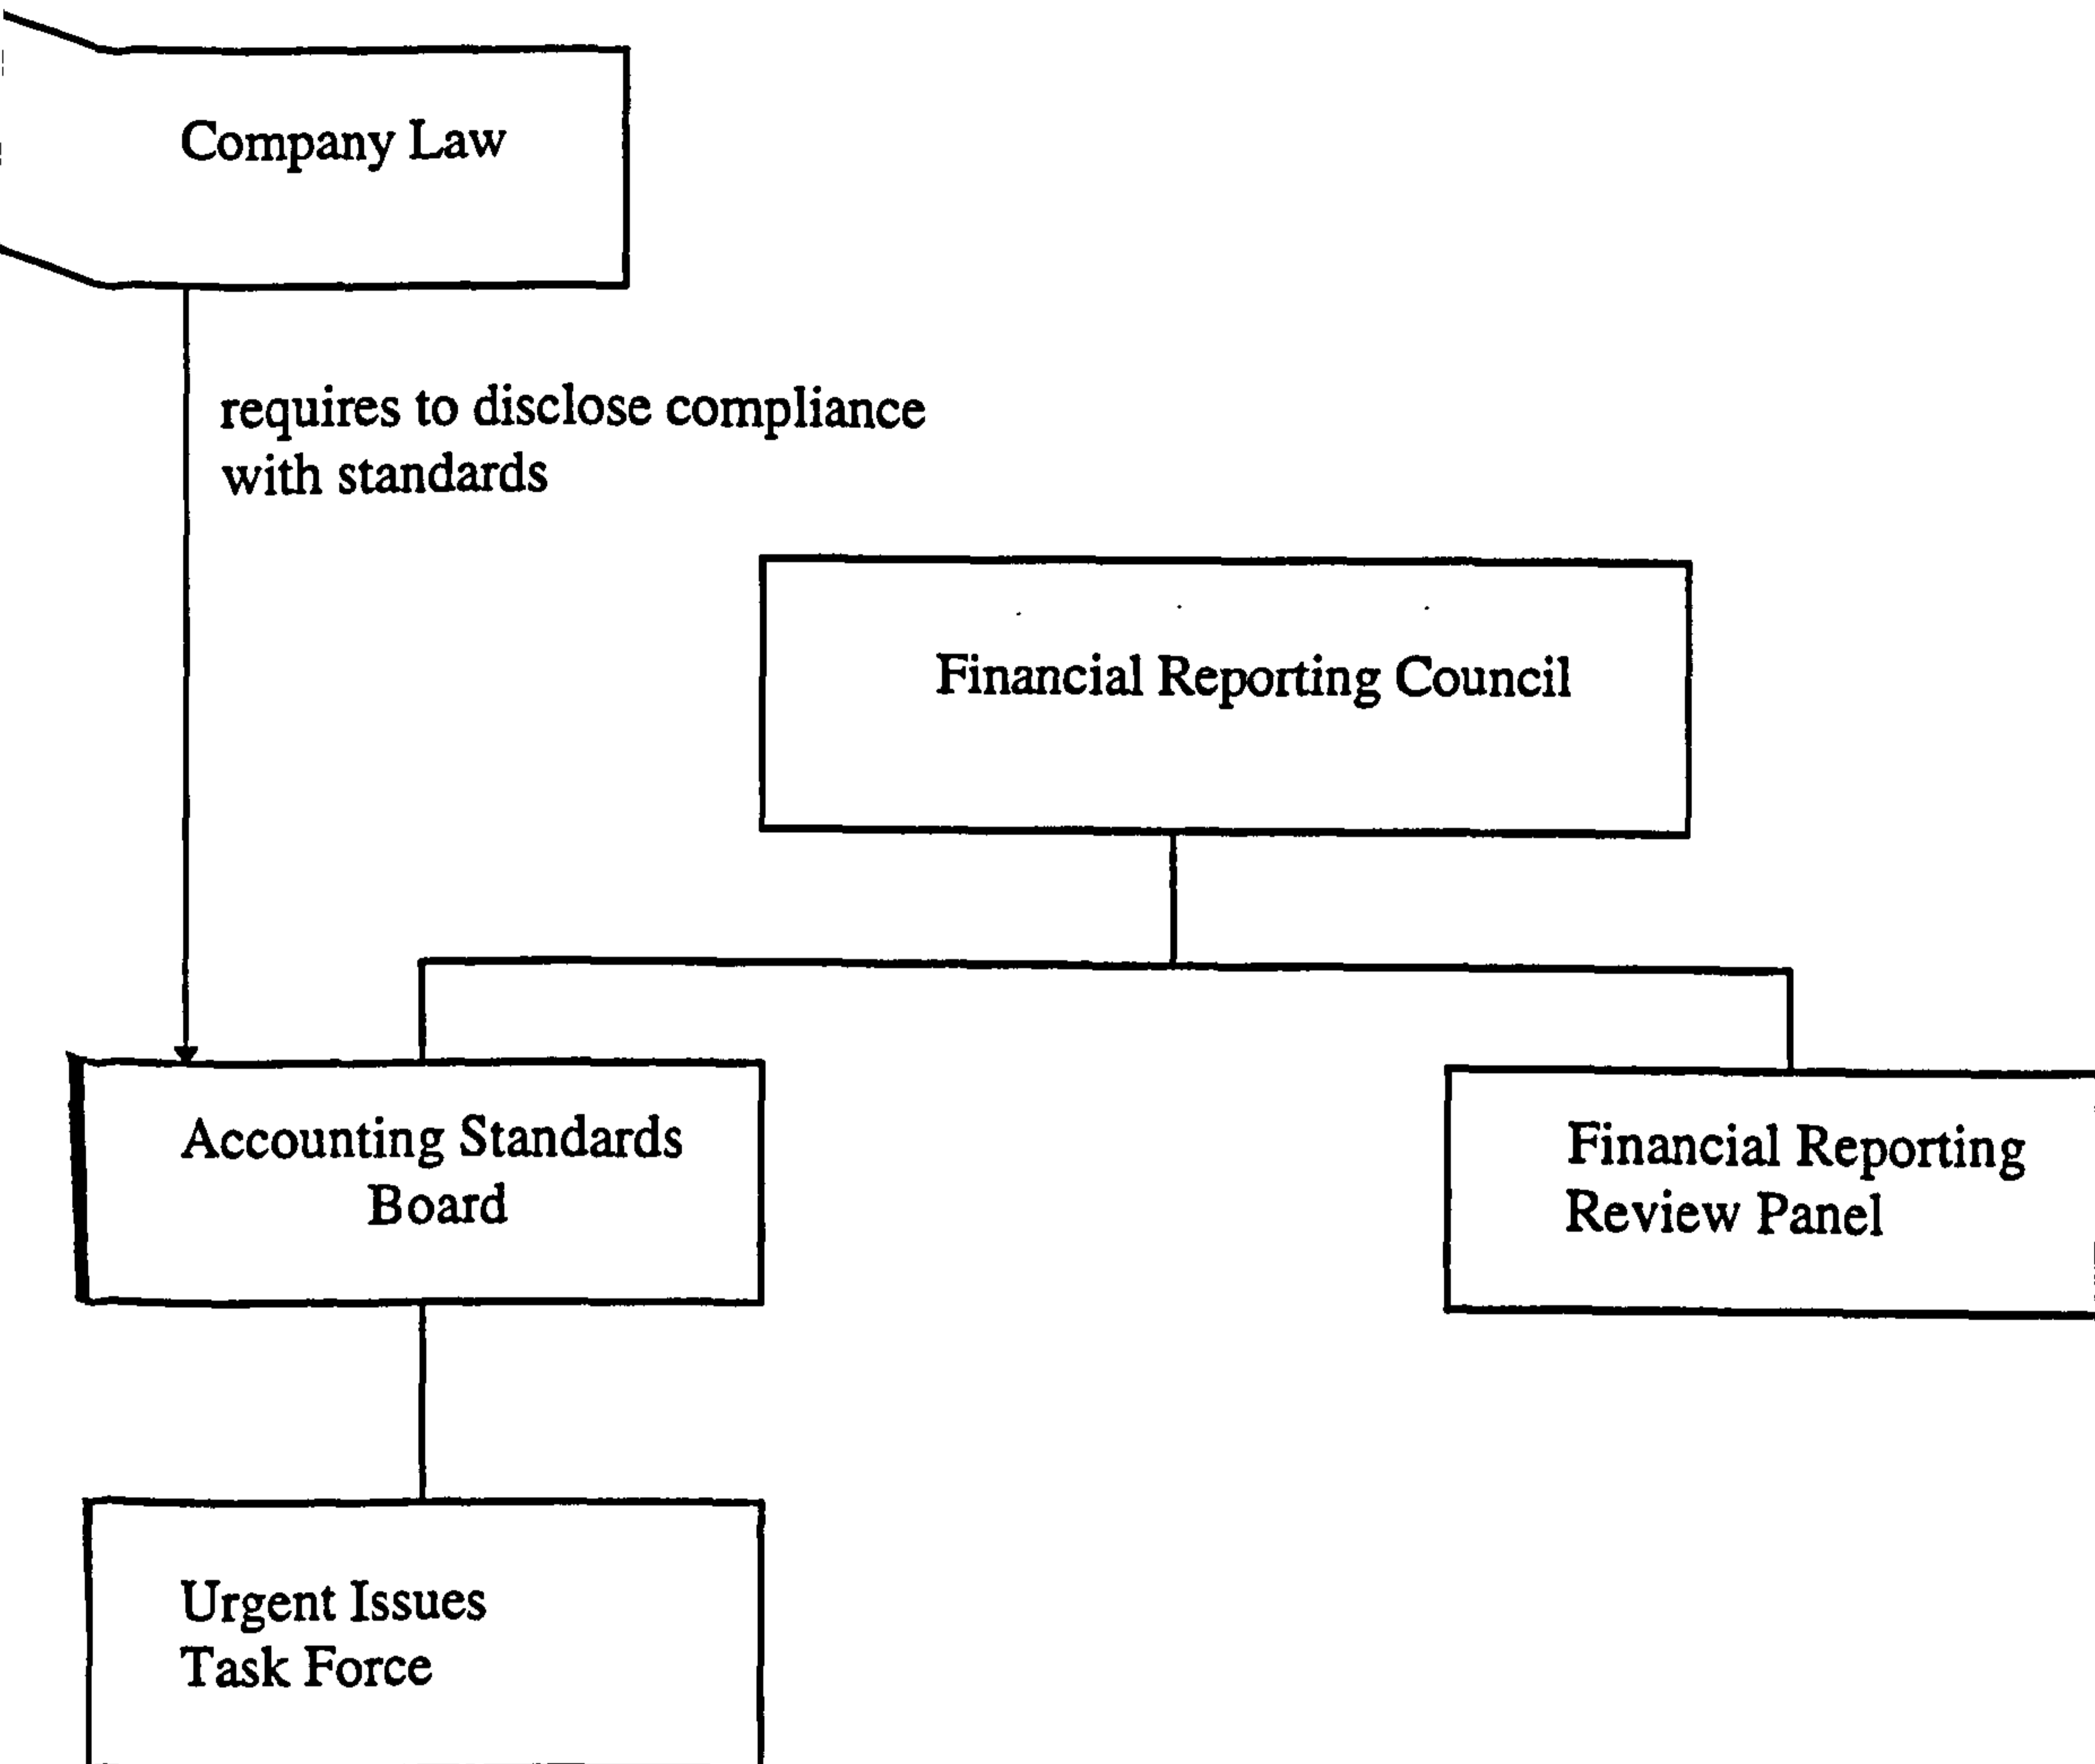 Company Law
requires to disclose compliance
with standards
Financial Reporting Council
Accounting Standards
Board
Financial Reporting
Review Panel
Urgent Issues
Task Force